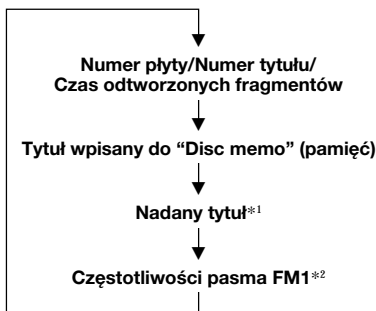 Numer płyty/Numer tytułu/
Czas odtworzonych fragmentów
Tytuł wpisany do “Disc memo” (pamięć)
Nadany tytuł*1
Częstotliwości pasma FM1*2